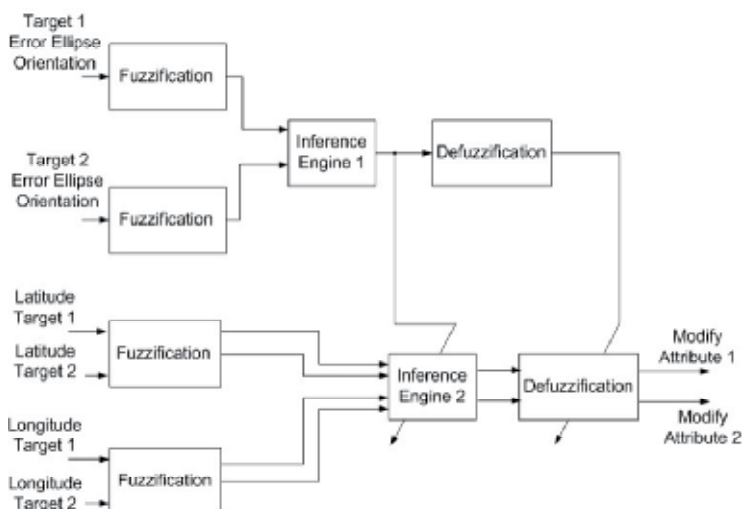 Target 1
Error Ellipse
Orientation
Fuzzification
Target 2
Error Ellipse
Orientation
Fuzzification
Inference
Engine 1
Defuzzification
Latitude
Target 1
Latitude
Target 2
Fuzzification
Longitude
Target 1
Longitude
Target 2
Fuzzification
Inference
Engine 2
Defuzzification
Modify
Attribute 1
Modify
Attribute 2